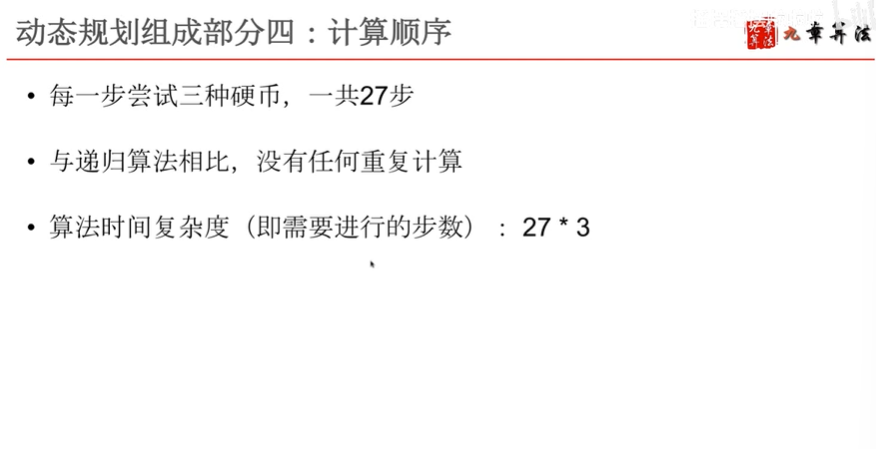 动态规划组成部分四：计算顺序
九章算法
• 每一步尝试三种硬币，一共27步
• 与递归算法相比，没有任何重复计算
• 算法时间复杂度（即需要进行的步数）：27 * 3